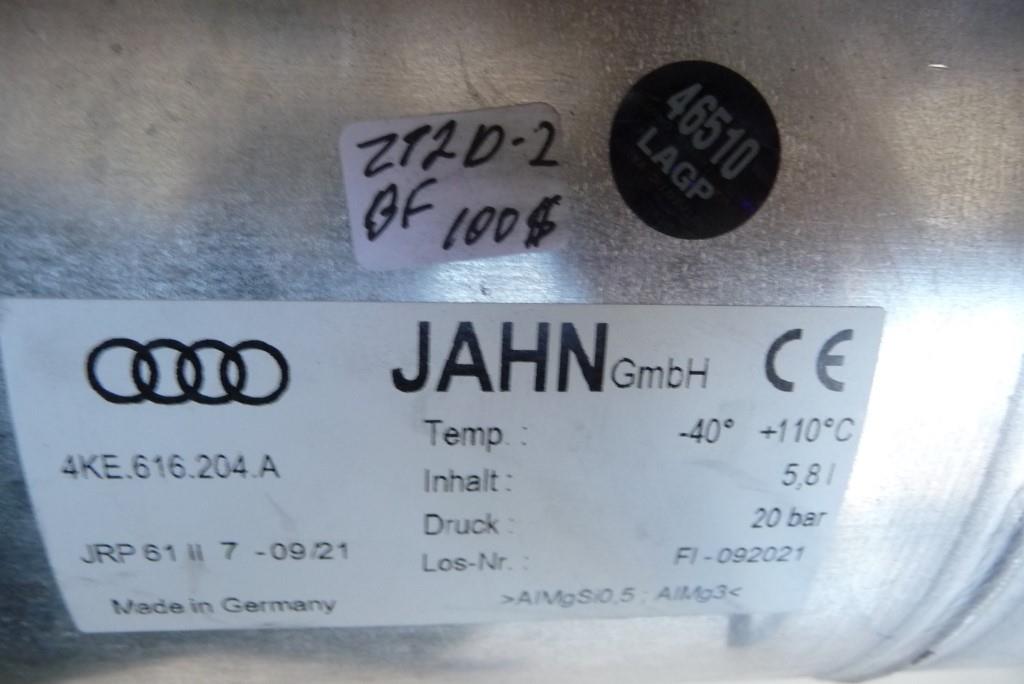 ZT2D-2
BF 100$
46510
LAGP
JAHN GmbH CE
Temp. : -40° +110°C
4KE.616.204.A
Inhalt : 5,8 l
Druck : 20 bar
JRP 61 II 7 - 09/21
Los-Nr. : FI - 092021
Made in Germany
>AlMgSi0,5 ; AlMg3<